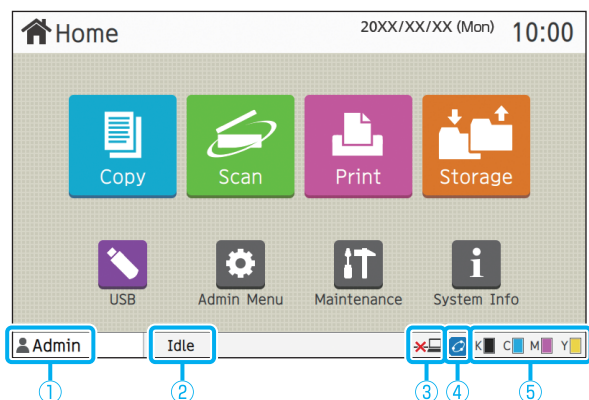 Home 20XX/XX/XX (Mon) 10:00
Copy Scan Print Storage
USB Admin Menu Maintenance System Info
Admin Idle K C M Y
① ② ③ ④ ⑤